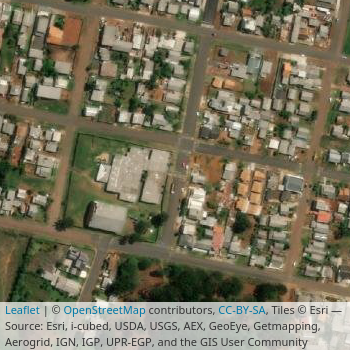 Leaflet | © OpenStreetMap contributors, CC-BY-SA, Tiles © Esri —
Source: Esri, i-cubed, USDA, USGS, AEX, GeoEye, Getmapping,
Aerogrid, IGN, IGP, UPR-EGP, and the GIS User Community